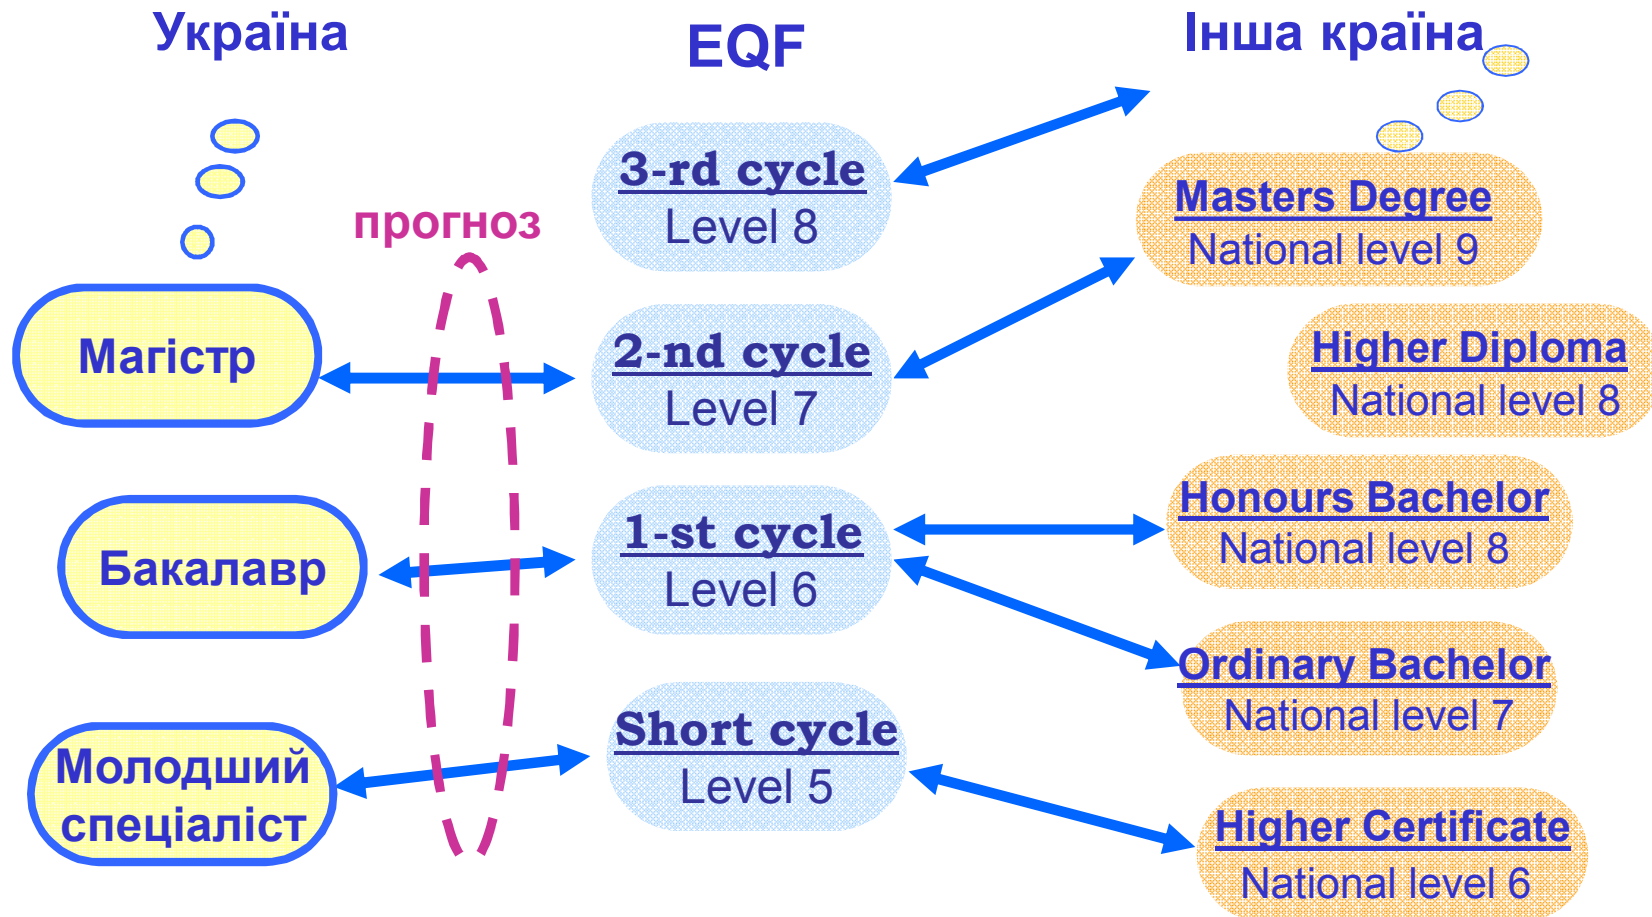 Україна
EQF
Інша країна
прогноз
Магістр
Бакалавр
Молодший
спеціаліст
3-rd cycle
Level 8
2-nd cycle
Level 7
1-st cycle
Level 6
Short cycle
Level 5
Masters Degree
National level 9
Higher Diploma
National level 8
Honours Bachelor
National level 8
Ordinary Bachelor
National level 7
Higher Certificate
National level 6